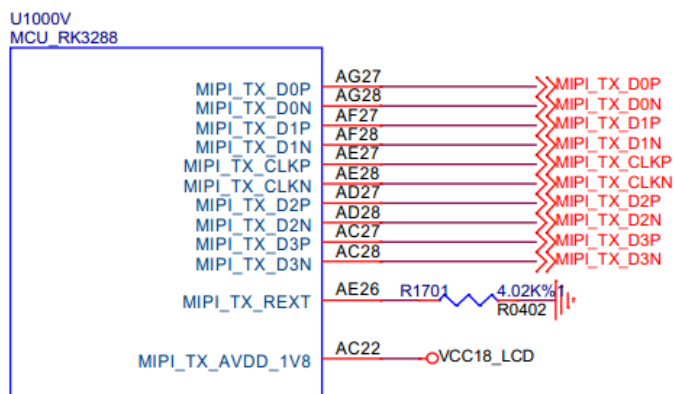 U1000V
MCU_RK3288
MIPI_TX_D0P AG27 MIPI_TX_D0P
MIPI_TX_D0N AG28 MIPI_TX_D0N
MIPI_TX_D1P AF27 MIPI_TX_D1P
MIPI_TX_D1N AF28 MIPI_TX_D1N
MIPI_TX_CLKP AE27 MIPI_TX_CLKP
MIPI_TX_CLKN AE28 MIPI_TX_CLKN
MIPI_TX_D2P AD27 MIPI_TX_D2P
MIPI_TX_D2N AD28 MIPI_TX_D2N
MIPI_TX_D3P AC27 MIPI_TX_D3P
MIPI_TX_D3N AC28 MIPI_TX_D3N
MIPI_TX_REXT AE26 R1701 4.02K%1
R0402
MIPI_TX_AVDD_1V8 AC22 VCC18_LCD